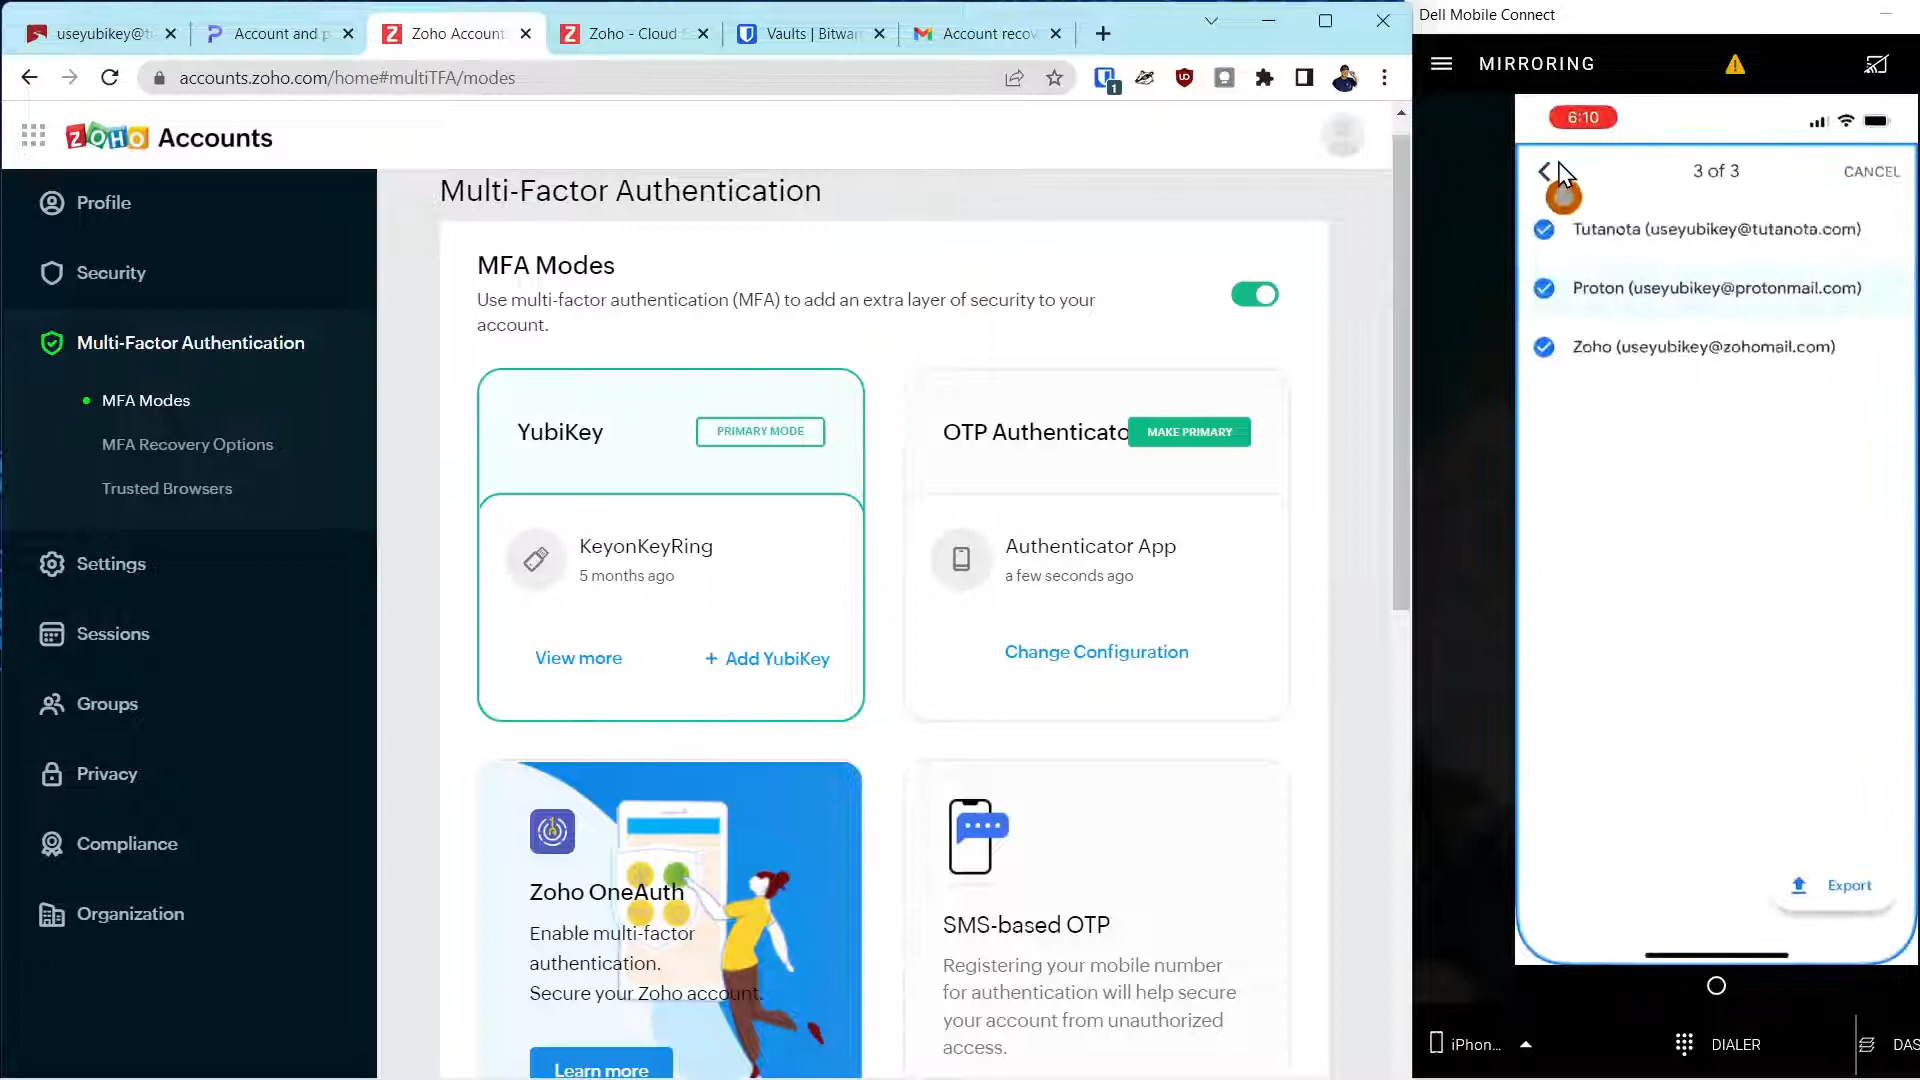 useyubikey@t
Account and p
Zoho Accoun
Zoho - Cloud
Vaults | Bitwar
Account recov
accounts.zoho.com/home#multiTFA/modes
1
ZOHO Accounts
Profile
Security
Multi-Factor Authentication
MFA Modes
MFA Recovery Options
Trusted Browsers
Settings
Sessions
Groups
Privacy
Compliance
Organization
Multi-Factor Authentication
MFA Modes
Use multi-factor authentication (MFA) to add an extra layer of security to your
account.
YubiKey
PRIMARY MODE
KeyonKeyRing
5 months ago
View more
+ Add YubiKey
OTP Authenticato
MAKE PRIMARY
Authenticator App
a few seconds ago
Change Configuration
Zoho OneAuth
Enable multi-factor
authentication.
Secure your Zoho account.
Learn more
SMS-based OTP
Registering your mobile number
for authentication will help secure
your account from unauthorized
access.
Dell Mobile Connect
MIRRORING
6:10
3 of 3
CANCEL
Tutanota (useyubikey@tutanota.com)
Proton (useyubikey@protonmail.com)
Zoho (useyubikey@zohomail.com)
Export
iPhon...
DIALER
DAS